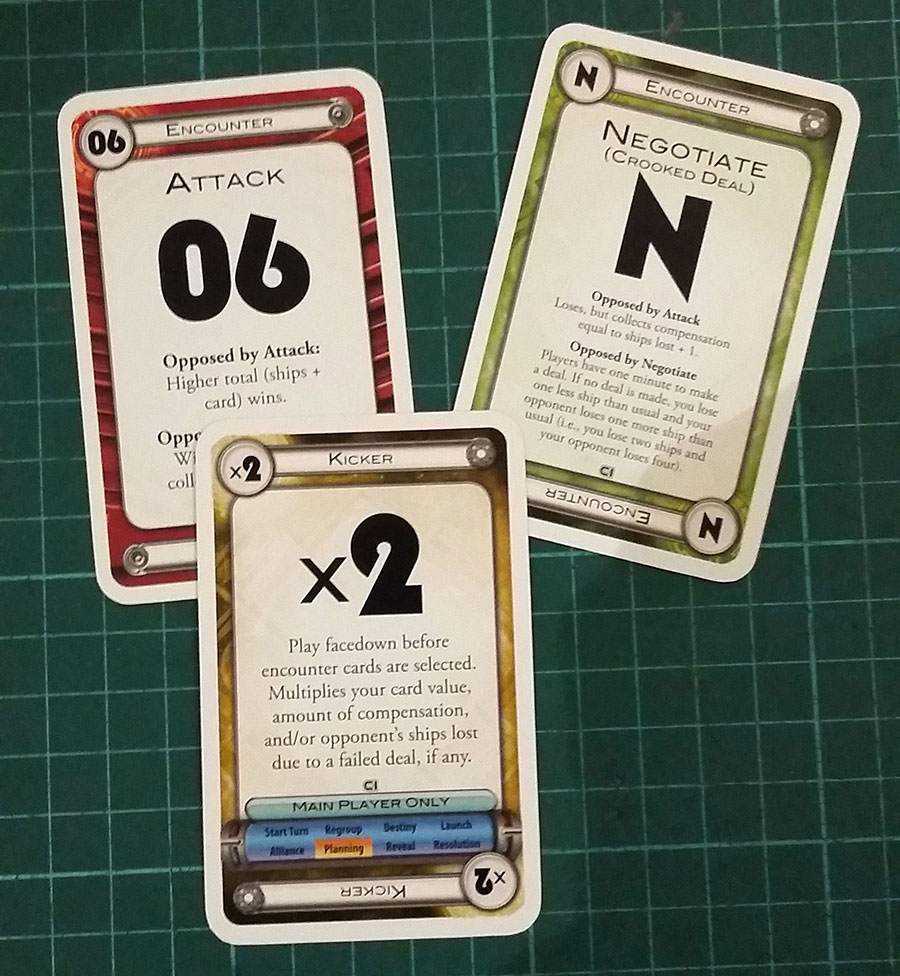 06
ENCOUNTER
ATTACK
06
Opposed by Attack:
Higher total (ships +
card) wins.
N
ENCOUNTER
NEGOTIATE
(CROOKED DEAL)
N
Opposed by Attack
Loses, but collects compensation
equal to ships lost + 1.
Opposed by Negotiate
Players have one minute to make
a deal. If no deal is made, you lose
one less ship than usual and your
opponent loses one more ship than
usual (i.e., you lose two ships and
your opponent loses four).
CI
ENCOUNTER
N
x2
KICKER
x2
Play facedown before
encounter cards are selected.
Multiplies your card value,
amount of compensation,
and/or opponent's ships lost
due to a failed deal, if any.
CI
MAIN PLAYER ONLY
Start Turn Regroup Destiny Launch
Alliance Planning Reveal Resolution
KICKER
x2